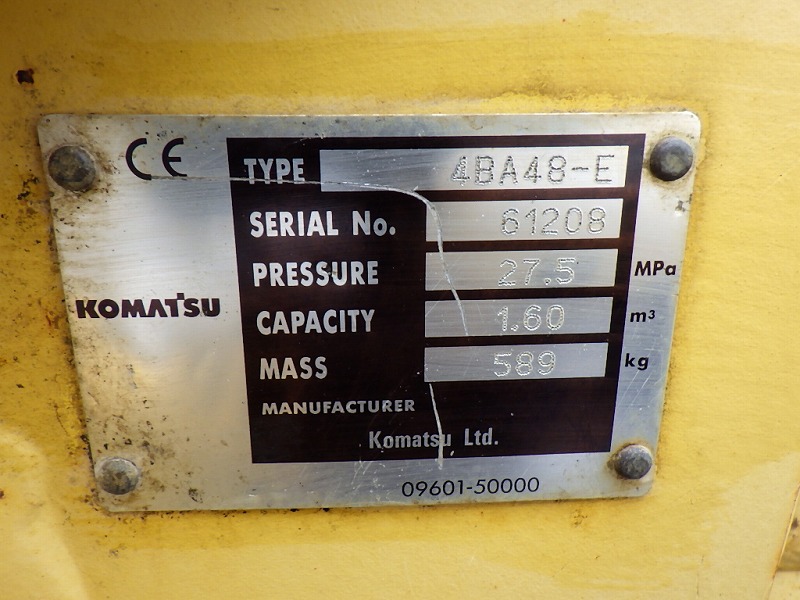 CE
TYPE 4BA48-E
SERIAL No. 61208
PRESSURE 27.5 MPa
KOMATSU
CAPACITY 1.60 m³
MASS 589 kg
MANUFACTURER
Komatsu Ltd.
09601-50000